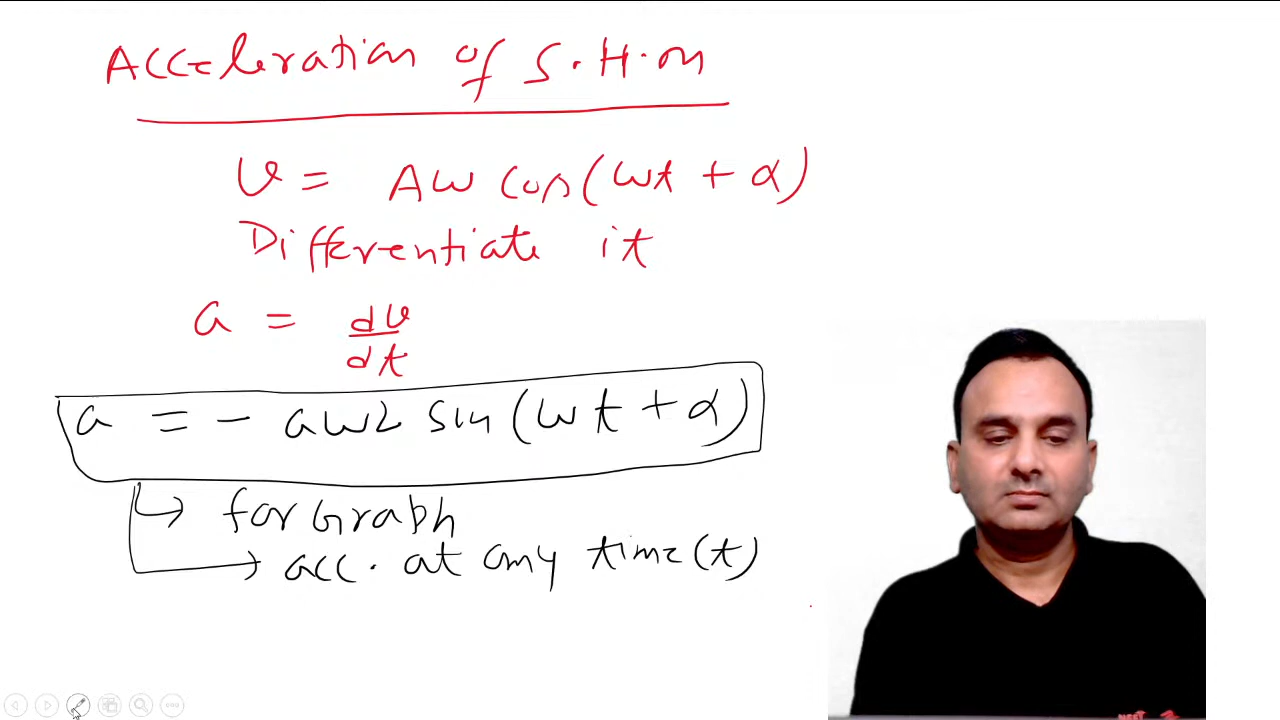 Acceleration of S.H.M
v = Aw cos(wt + α)
Differentiate it
a = dv/dt
a = - aw2 sin(wt + α)
for Graph
acc. at any time(t)